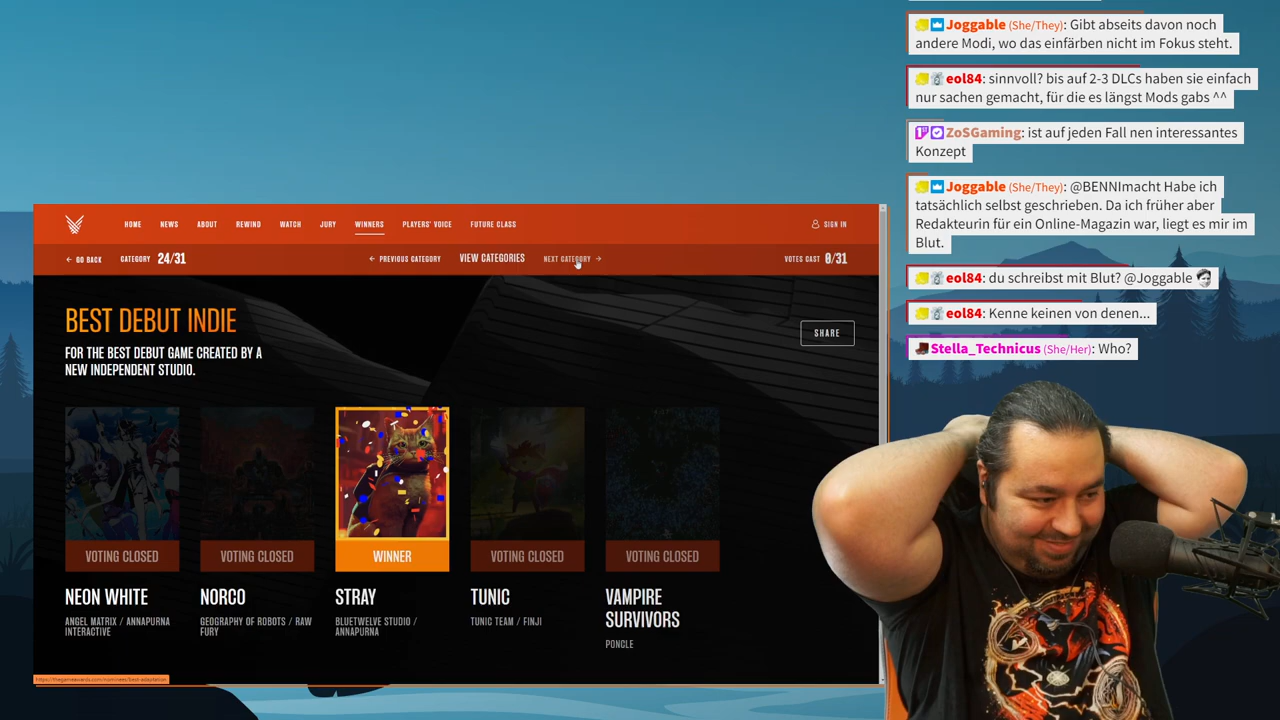 HOME NEWS ABOUT REWIND WATCH JURY WINNERS PLAYERS' VOICE FUTURE CLASS SIGN IN
← GO BACK CATEGORY 24/31 ← PREVIOUS CATEGORY VIEW CATEGORIES NEXT CATEGORY → VOTES CAST 0/31
BEST DEBUT INDIE
FOR THE BEST DEBUT GAME CREATED BY A
NEW INDEPENDENT STUDIO.
SHARE
VOTING CLOSED
NEON WHITE
ANGEL MATRIX / ANNAPURNA
INTERACTIVE
VOTING CLOSED
NORCO
GEOGRAPHY OF ROBOTS / RAW
FURY
WINNER
STRAY
BLUETWELVE STUDIO /
ANNAPURNA
VOTING CLOSED
TUNIC
TUNIC TEAM / FINJI
VOTING CLOSED
VAMPIRE
SURVIVORS
PONCLE
https://thegameawards.com/nominees/best-adaptation
Joggable (She/They): Gibt abseits davon noch
andere Modi, wo das einfärben nicht im Fokus steht.
eol84: sinnvoll? bis auf 2-3 DLCs haben sie einfach
nur sachen gemacht, für die es längst Mods gabs ^^
ZoSGaming: ist auf jeden Fall nen interessantes
Konzept
Joggable (She/They): @BENNImacht Habe ich
tatsächlich selbst geschrieben. Da ich früher aber
Redakteurin für ein Online-Magazin war, liegt es mir im
Blut.
eol84: du schreibst mit Blut? @Joggable
eol84: Kenne keinen von denen...
Stella_Technicus (She/Her): Who?